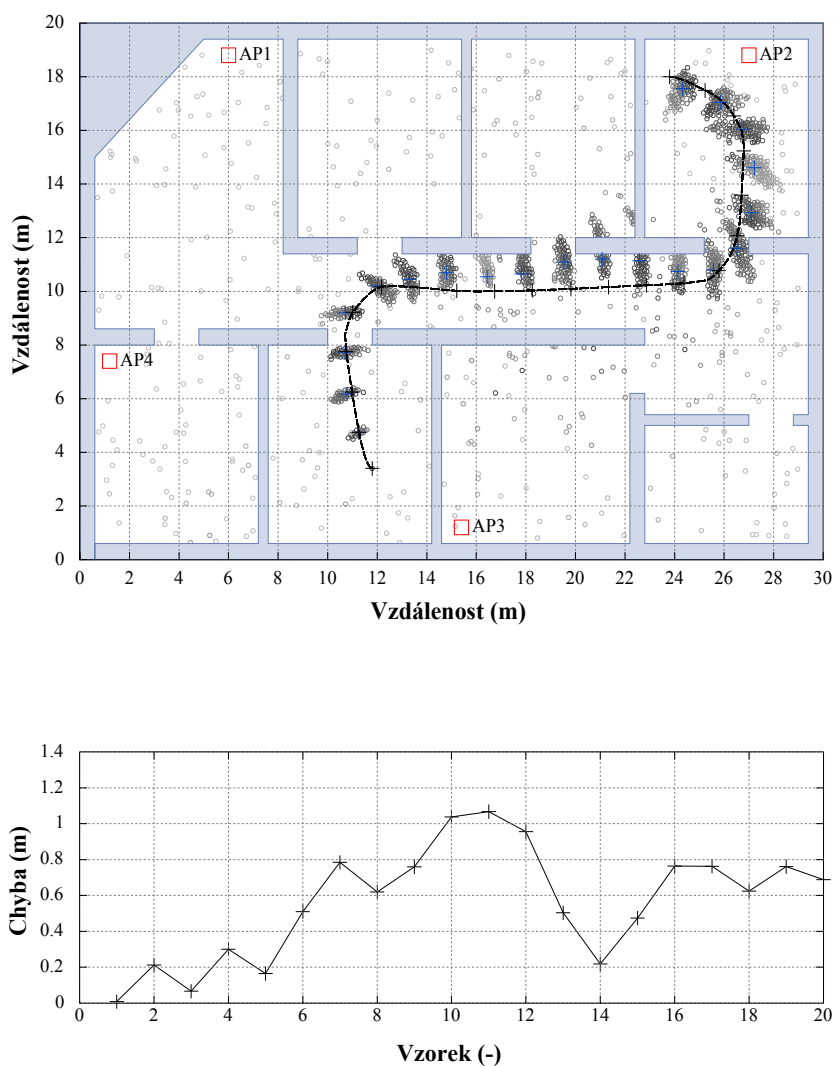 20
AP1 AP2
18
16
14
12
10
8
AP4
6
4
2
AP3
0
0 2 4 6 8 10 12 14 16 18 20 22 24 26 28 30
Vzdálenost (m)
Vzdálenost (m)
1.4
1.2
1
0.8
0.6
0.4
0.2
0
0 2 4 6 8 10 12 14 16 18 20
Chyba (m)
Vzorek (-)